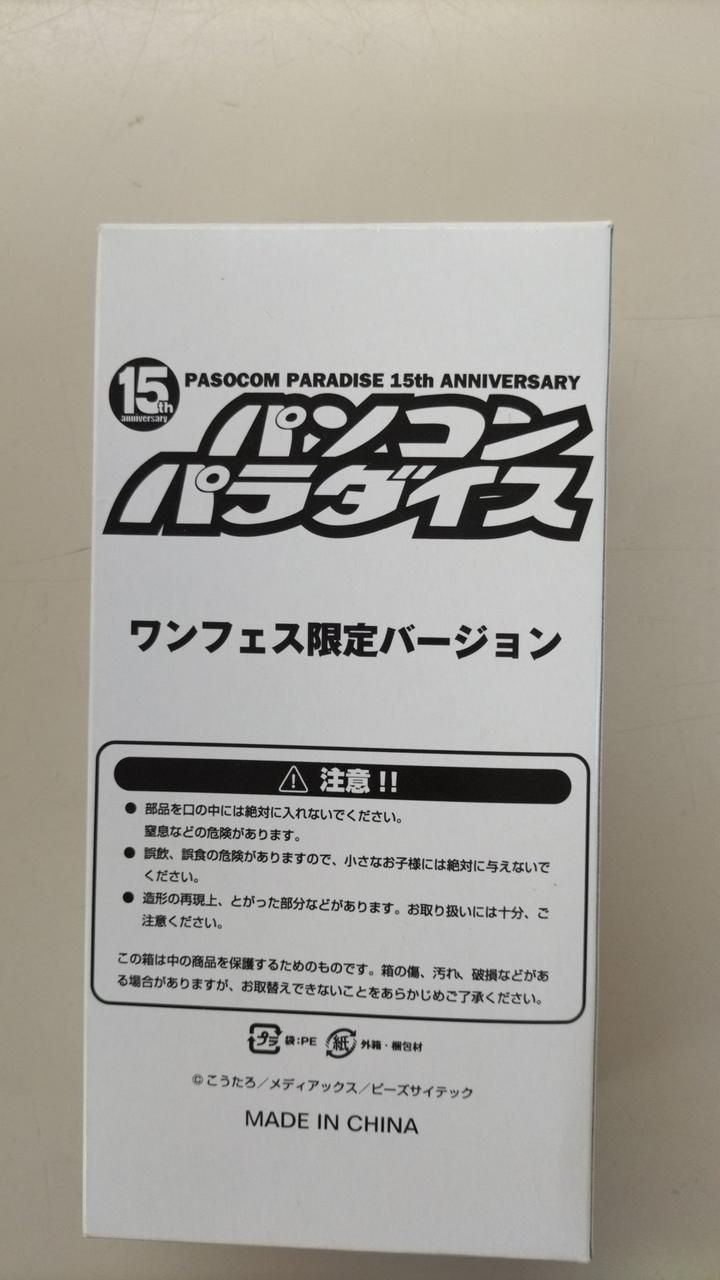 15th
anniversary
PASOCOM PARADISE 15th ANNIVERSARY
パソコン
パラダイス
ワンフェス限定バージョン
注意!!
● 部品を口の中には絶対に入れないでください。
窒息などの危険があります。
● 誤飲、誤食の危険がありますので、小さなお子様には絶対に与えないで
ください。
● 造形の再現上、とがった部分などがあります。お取り扱いには十分、ご
注意ください。
この箱は中の商品を保護するためのものです。箱の傷、汚れ、破損などがあ
る場合がありますが、お取替えできないことをあらかじめご了承ください。
プラ 袋:PE 紙 外箱・梱包材
©こうたろ/メディアックス/ビーズサイテック
MADE IN CHINA